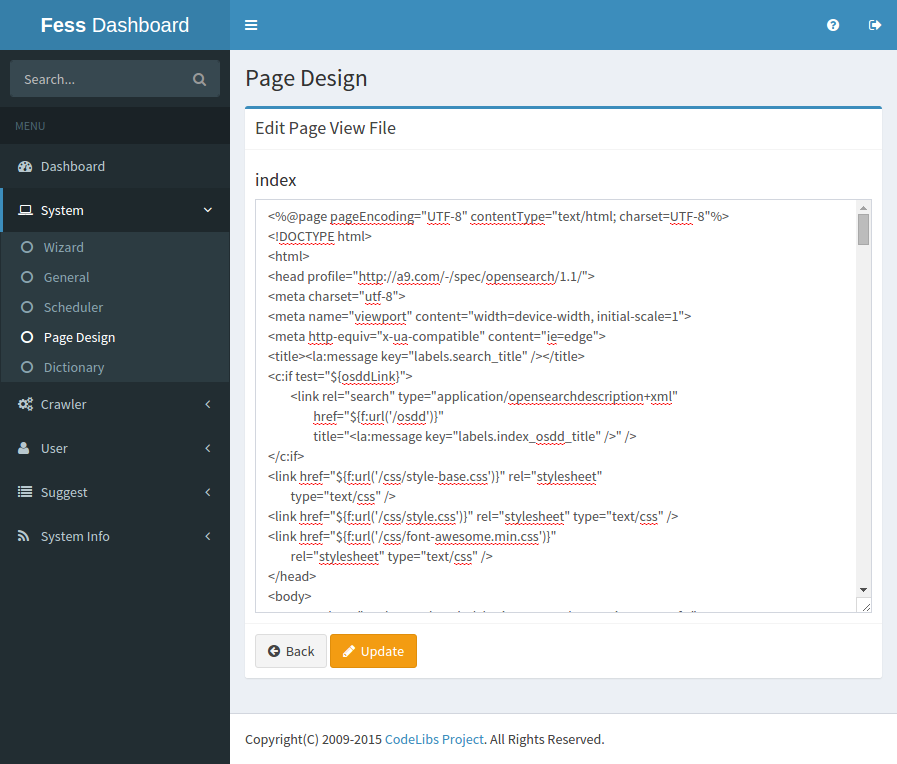 Fess Dashboard
Search...
MENU
Dashboard
System
Wizard
General
Scheduler
Page Design
Dictionary
Crawler
User
Suggest
System Info
Page Design
Edit Page View File
index
<%@page pageEncoding="UTF-8" contentType="text/html; charset=UTF-8"%>
<!DOCTYPE html>
<html>
<head profile="http://a9.com/-/spec/opensearch/1.1/">
<meta charset="utf-8">
<meta name="viewport" content="width=device-width, initial-scale=1">
<meta http-equiv="x-ua-compatible" content="ie=edge">
<title><la:message key="labels.search_title" /></title>
<c:if test="${osddLink}">
<link rel="search" type="application/opensearchdescription+xml"
href="${f:url('/osdd')}"
title="<la:message key="labels.index_osdd_title" />" />
</c:if>
<link href="${f:url('/css/style-base.css')}" rel="stylesheet"
type="text/css" />
<link href="${f:url('/css/style.css')}" rel="stylesheet" type="text/css" />
<link href="${f:url('/css/font-awesome.min.css')}"
rel="stylesheet" type="text/css" />
</head>
<body>
Back Update
Copyright(C) 2009-2015 CodeLibs Project. All Rights Reserved.